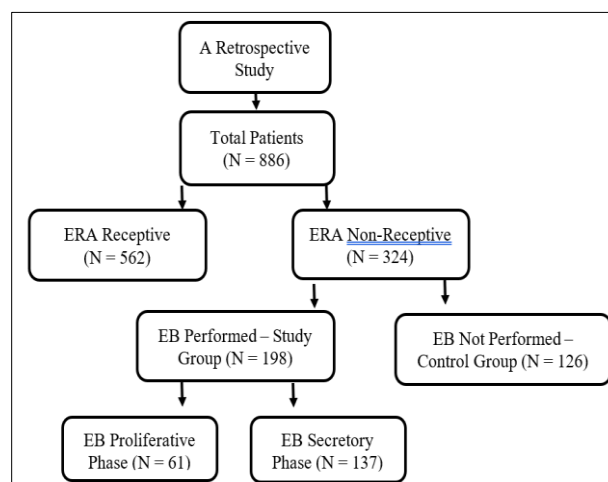 A Retrospective
Study
Total Patients
(N = 886)
ERA Receptive
(N = 562)
ERA Non-Receptive
(N = 324)
EB Performed – Study
Group (N = 198)
EB Not Performed –
Control Group (N = 126)
EB Proliferative
Phase (N = 61)
EB Secretory
Phase (N = 137)